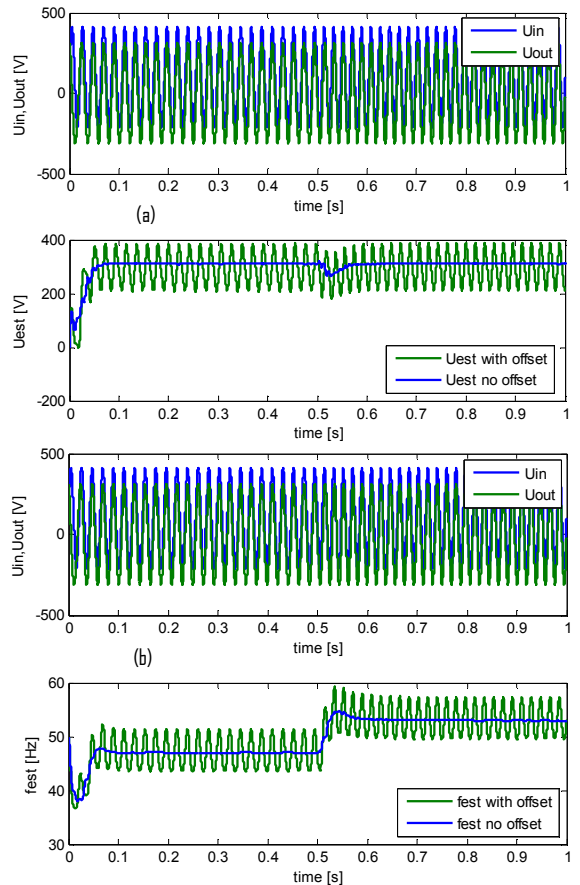 500
0
-500
Uin,Uout [V]
Uin
Uout
0 0.1 0.2 0.3 0.4 0.5 0.6 0.7 0.8 0.9 1
time [s]
(a)
400
200
0
-200
Uest [V]
Uest with offset
Uest no offset
0 0.1 0.2 0.3 0.4 0.5 0.6 0.7 0.8 0.9 1
time [s]
500
0
-500
Uin,Uout [V]
Uin
Uout
0 0.1 0.2 0.3 0.4 0.5 0.6 0.7 0.8 0.9 1
time [s]
(b)
60
50
40
30
fest [Hz]
fest with offset
fest no offset
0 0.1 0.2 0.3 0.4 0.5 0.6 0.7 0.8 0.9 1
time [s]